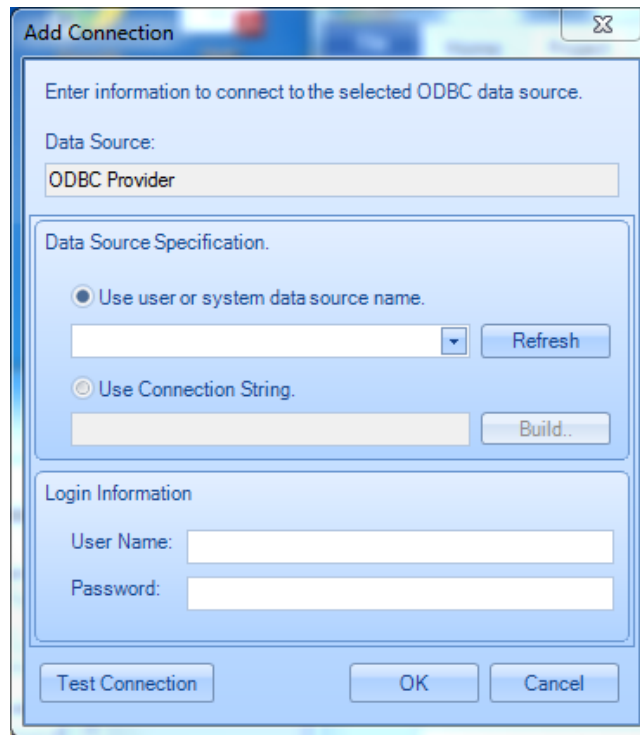 Add Connection
Enter information to connect to the selected ODBC data source.
Data Source:
ODBC Provider
Data Source Specification.
Use user or system data source name.
Refresh
Use Connection String.
Build..
Login Information
User Name:
Password:
Test Connection OK Cancel